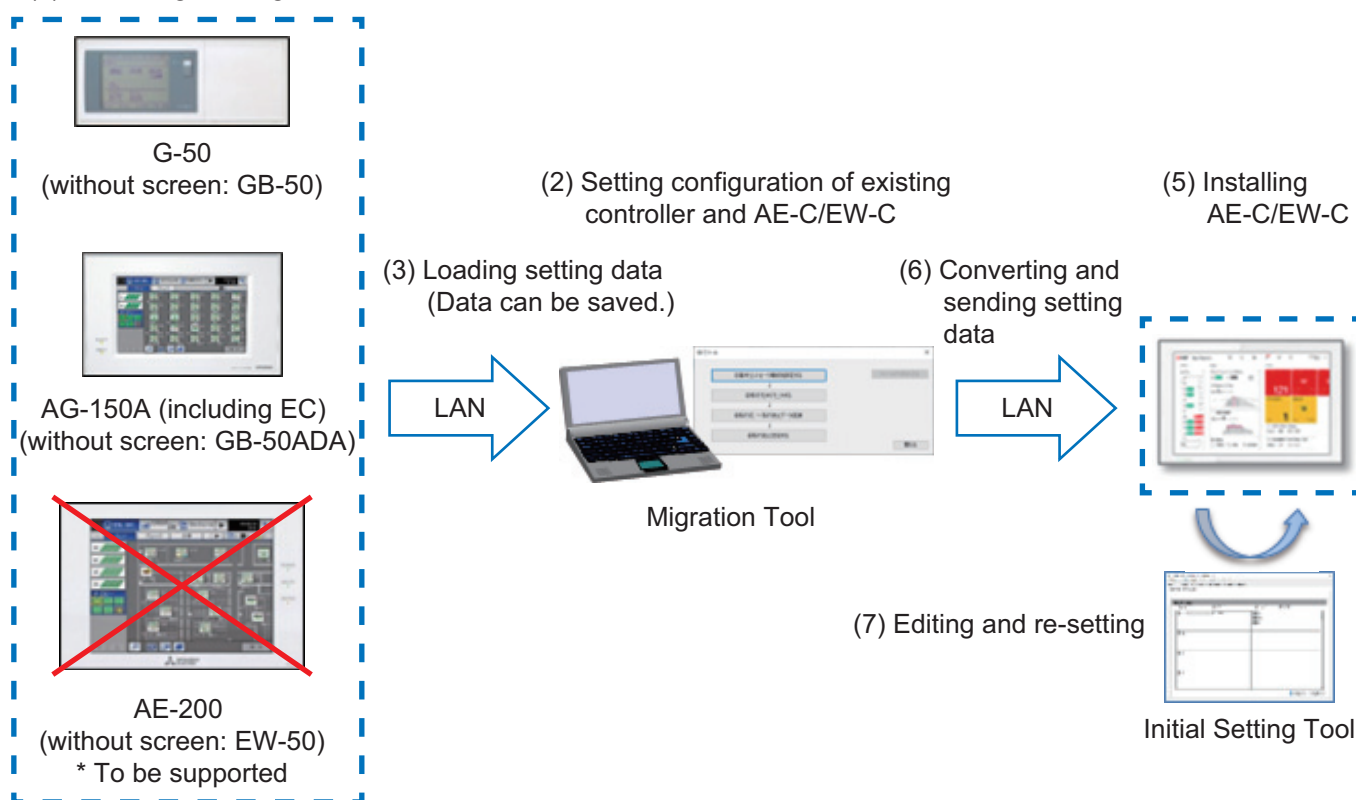 G-50
(without screen: GB-50)
AG-150A (including EC)
(without screen: GB-50ADA)
AE-200
(without screen: EW-50)
* To be supported
(2) Setting configuration of existing
controller and AE-C/EW-C
(3) Loading setting data
(Data can be saved.)
LAN
Migration Tool
(5) Installing
AE-C/EW-C
(6) Converting and
sending setting
data
LAN
(7) Editing and re-setting
Initial Setting Tool